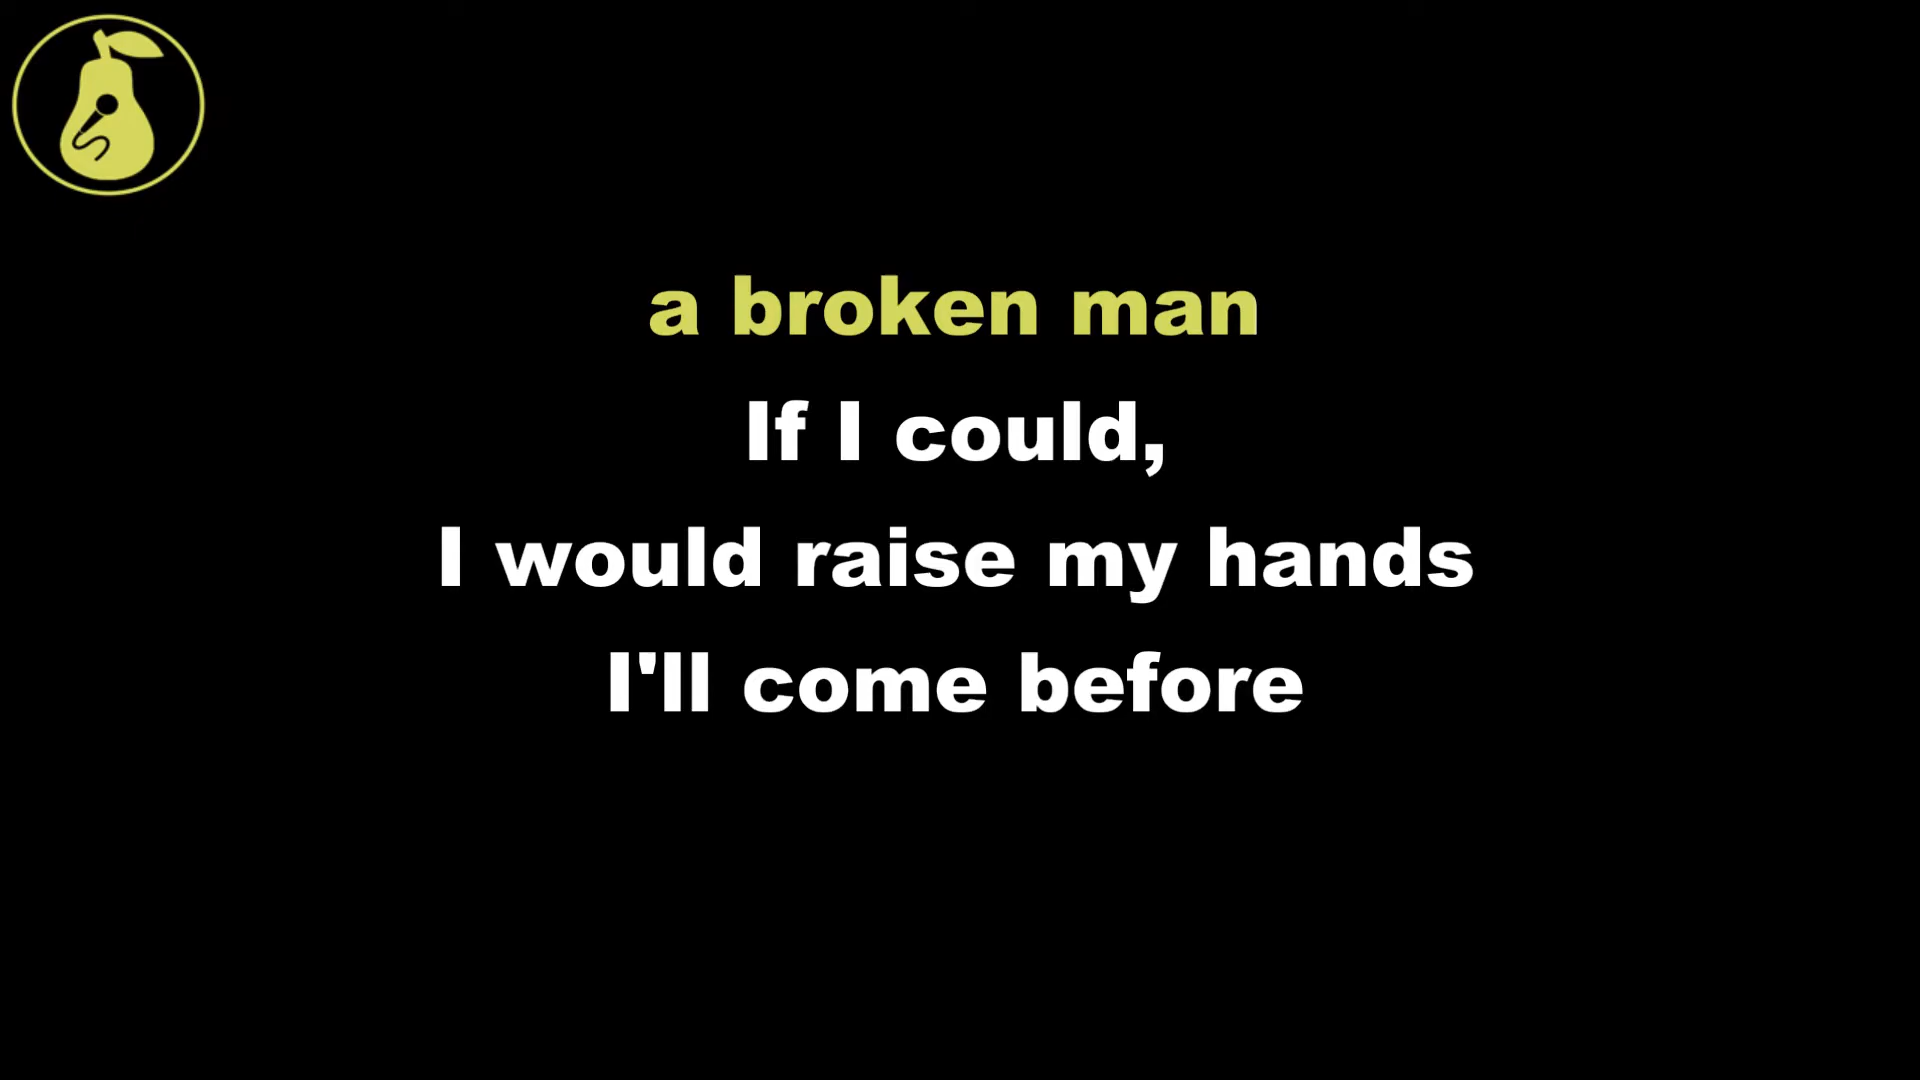 a broken man
If I could,
I would raise my hands
I'll come before